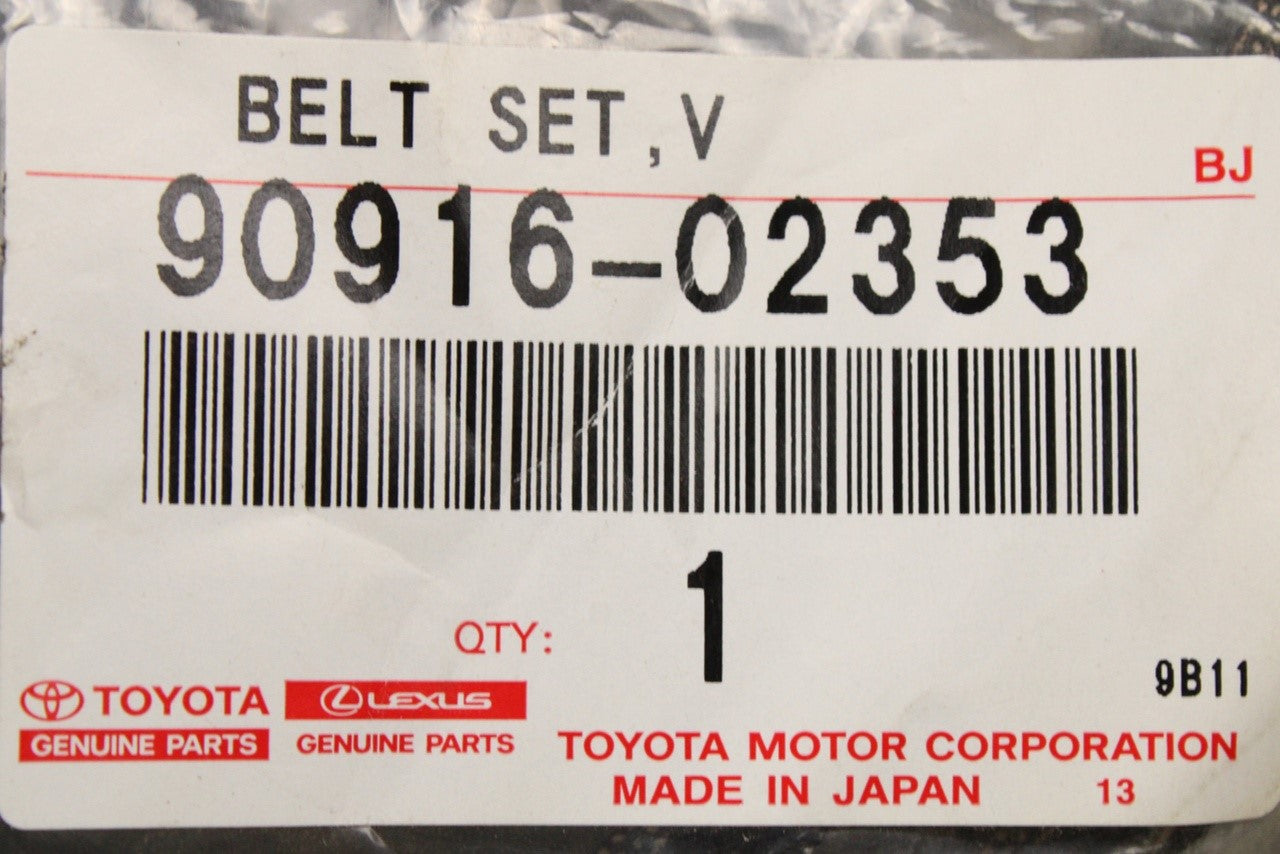 BELT SET,V
BJ
90916-02353
QTY: 1
9B11
TOYOTA LEXUS
GENUINE PARTS GENUINE PARTS
TOYOTA MOTOR CORPORATION
MADE IN JAPAN 13